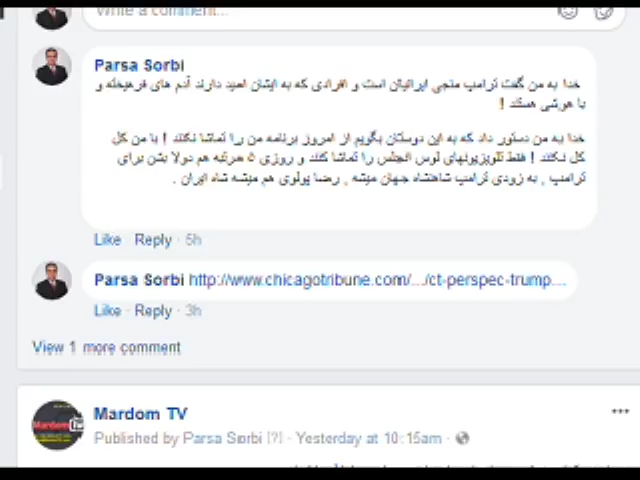 Write a comment...
Parsa Sorbi
خدا به من گفت ترامپ منجی ایرانیان است و افرادی که به ایشان امید دارند آدم های فرهیخته و
با هوشی هستند !
خدا به من دستور داد که به این دوستان بگویم از امروز برنامه من را تماشا نکنند ! با من کل
کل نکنند ! فقط تلویزیونهای لوس آنجلس را تماشا کنند و روزی ۵ مرتبه هم دولا بشن برای
ترامپ , به زودی ترامپ شاهنشاه جهان میشه , رضا پهلوی هم میشه شاه ایران .
Like · Reply · 5h
Parsa Sorbi http://www.chicagotribune.com/.../ct-perspec-trump...
Like · Reply · 3h
View 1 more comment
Mardom TV
Published by Parsa Sorbi [?] · Yesterday at 10:15am ·